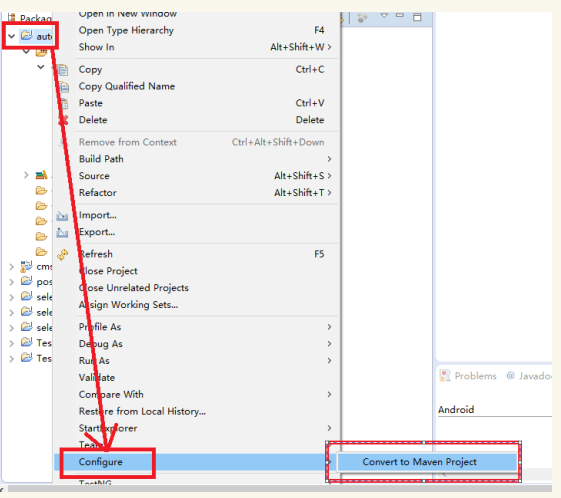 Packag
aut
cms
pos
sele
sele
sele
Tes
Tes
Open in New Window
Open Type Hierarchy F4
Show In Alt+Shift+W >
Copy Ctrl+C
Copy Qualified Name
Paste Ctrl+V
Delete Delete
Remove from Context Ctrl+Alt+Shift+Down
Build Path >
Source Alt+Shift+S >
Refactor Alt+Shift+T >
Import...
Export...
Refresh F5
Close Project
Close Unrelated Projects
Assign Working Sets...
Profile As >
Debug As >
Run As >
Validate
Compare With >
Restore from Local History...
StartExplorer >
Team >
Configure >
TestNG
Convert to Maven Project
Problems @ Javado
Android